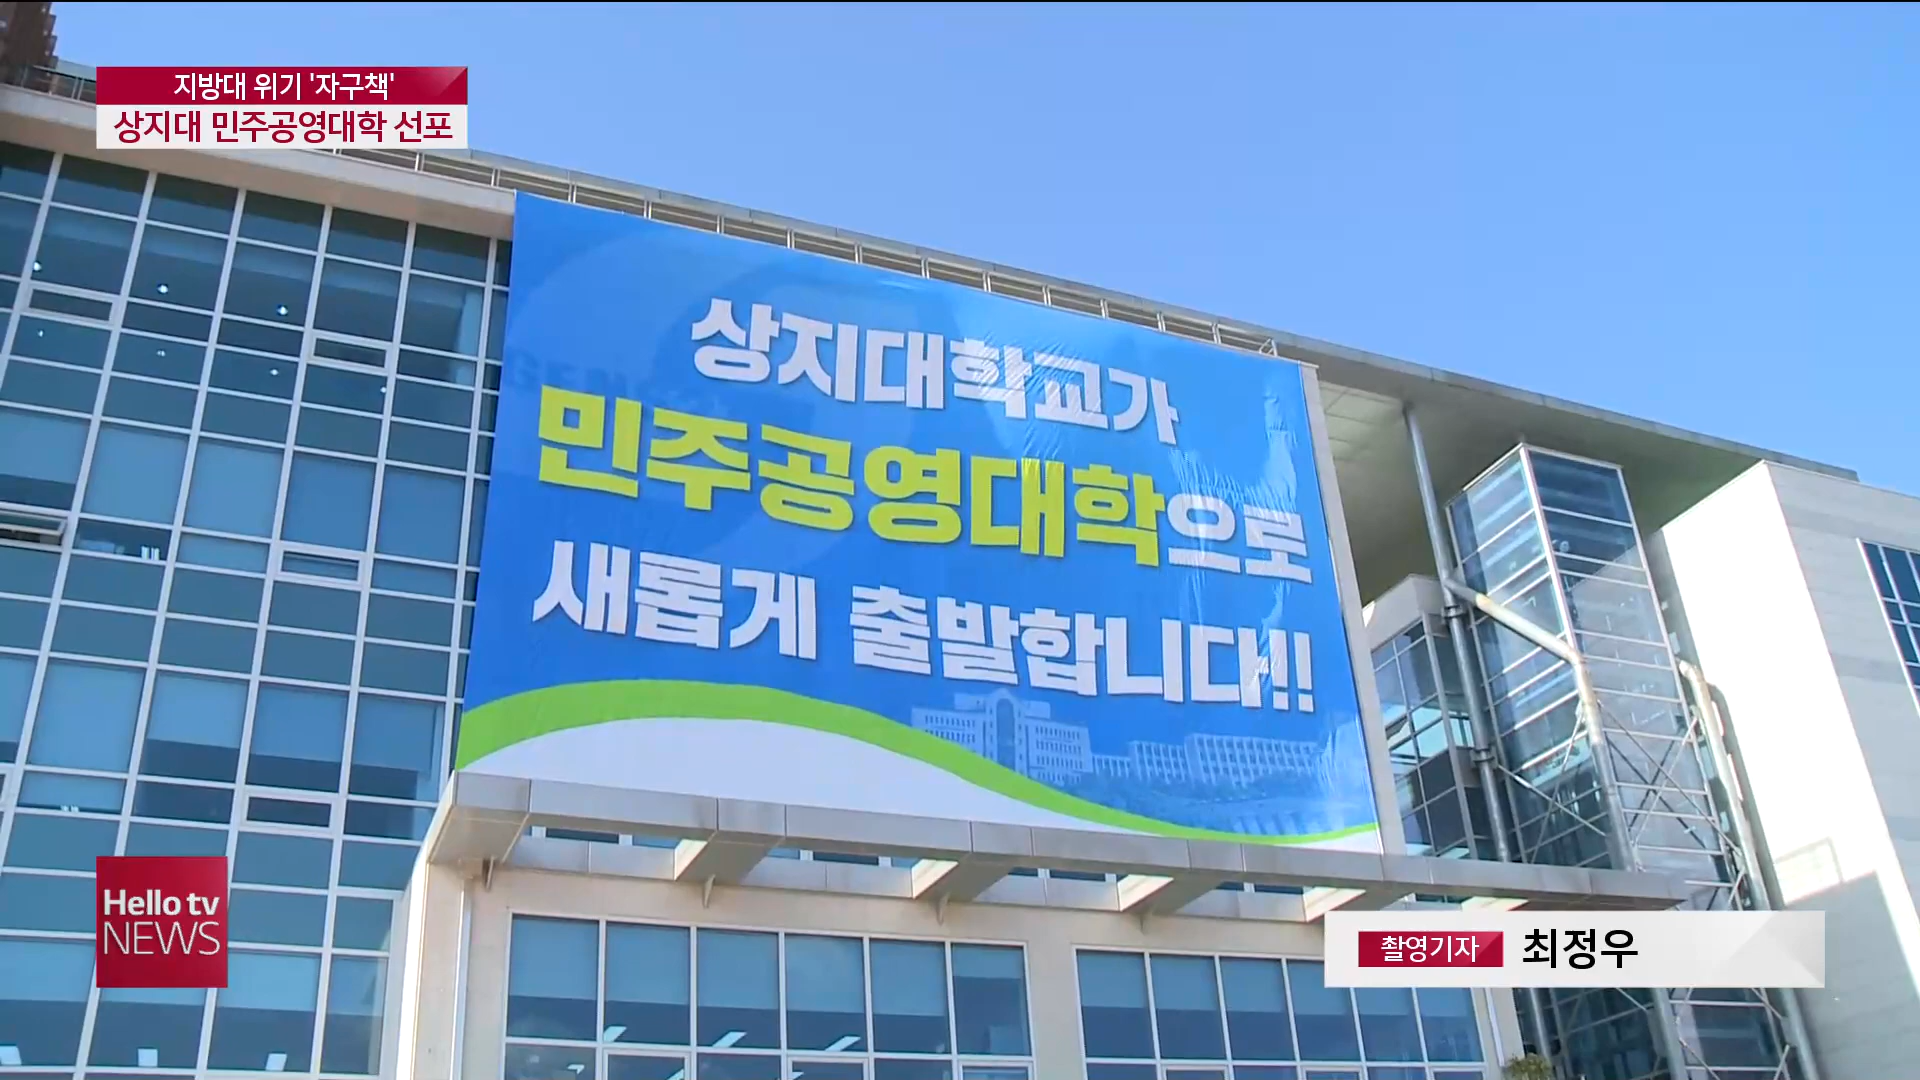 지방대 위기 '자구책'
상지대 민주공영대학 선포
상지대학교가
민주공영대학으로
새롭게 출발합니다!!
Hello tv
NEWS
촬영기자 최정우